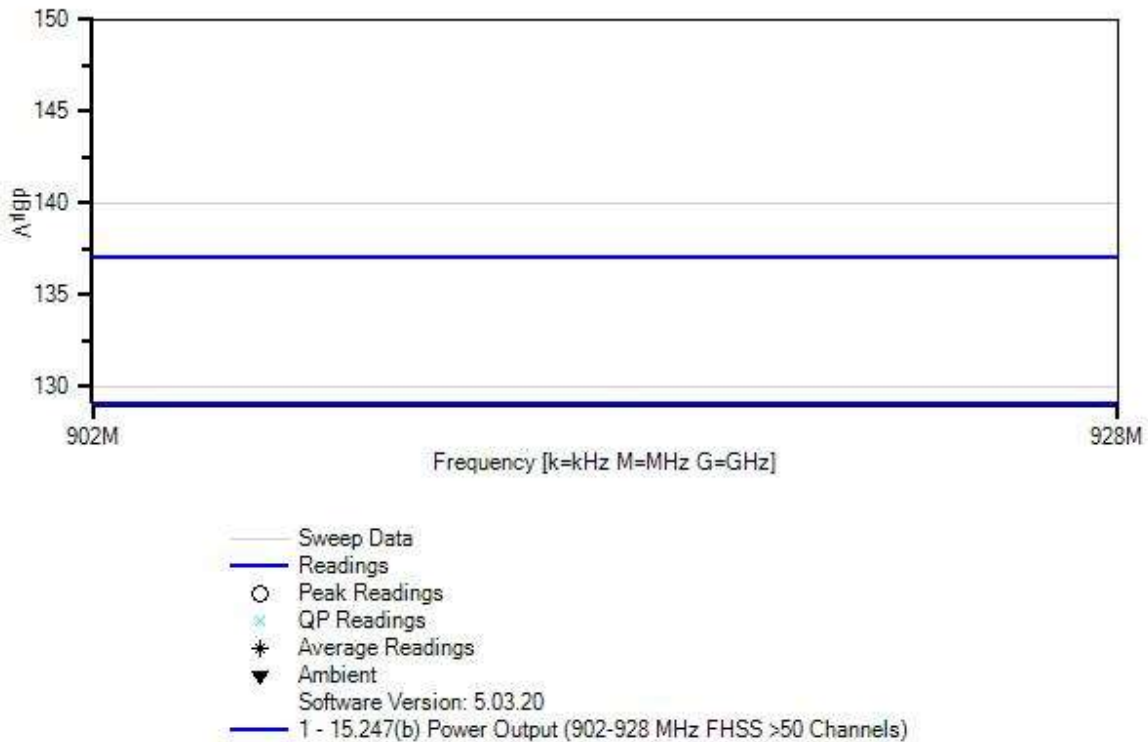 150
145
140
135
130
dBµV
902M
928M
Frequency [k=kHz M=MHz G=GHz]
Sweep Data
Readings
Peak Readings
QP Readings
Average Readings
Ambient
Software Version: 5.03.20
1 - 15.247(b) Power Output (902-928 MHz FHSS >50 Channels)